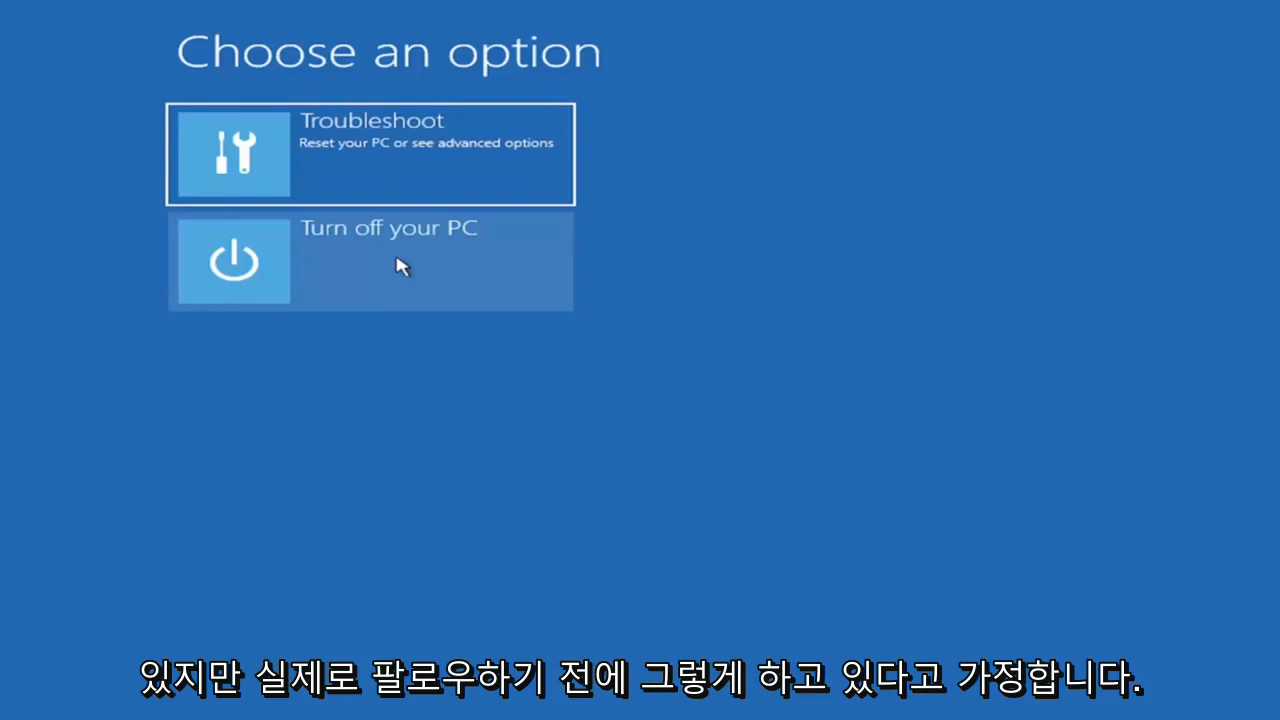 Choose an option
Troubleshoot
Reset your PC or see advanced options
Turn off your PC
있지만 실제로 팔로우하기 전에 그렇게 하고 있다고 가정합니다.